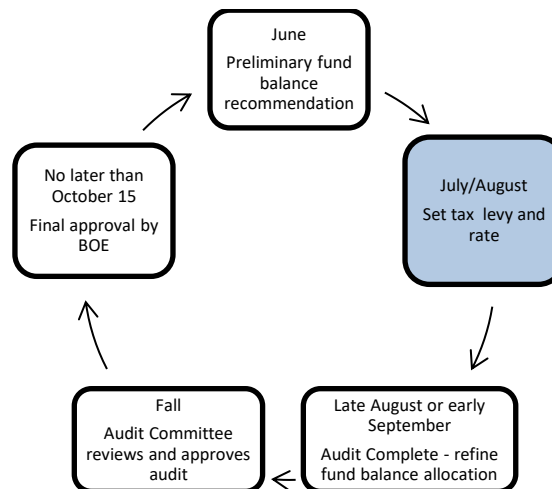 June
Preliminary fund
balance
recommendation
July/August
Set tax levy and
rate
Late August or early
September
Audit Complete - refine
fund balance allocation
Fall
Audit Committee
reviews and approves
audit
No later than
October 15
Final approval by
BOE